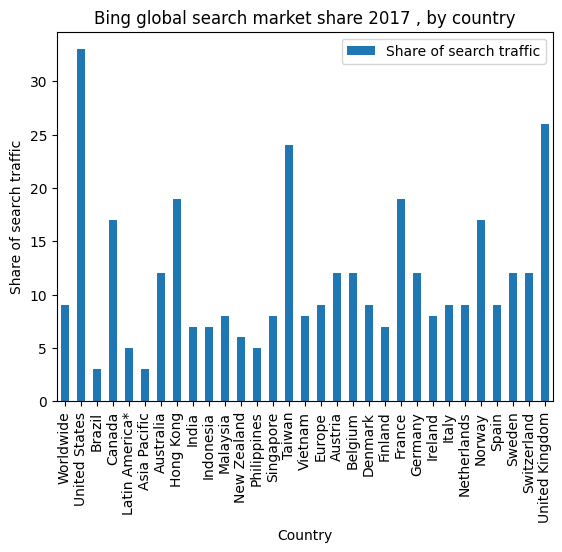 Bing global search market share 2017 , by country
Share of search traffic
Share of search traffic
30
25
20
15
10
5
0
Worldwide
United States
Brazil
Canada
Latin America*
Asia Pacific
Australia
Hong Kong
India
Indonesia
Malaysia
New Zealand
Philippines
Singapore
Taiwan
Vietnam
Europe
Austria
Belgium
Denmark
Finland
France
Germany
Ireland
Italy
Netherlands
Norway
Spain
Sweden
Switzerland
United Kingdom
Country